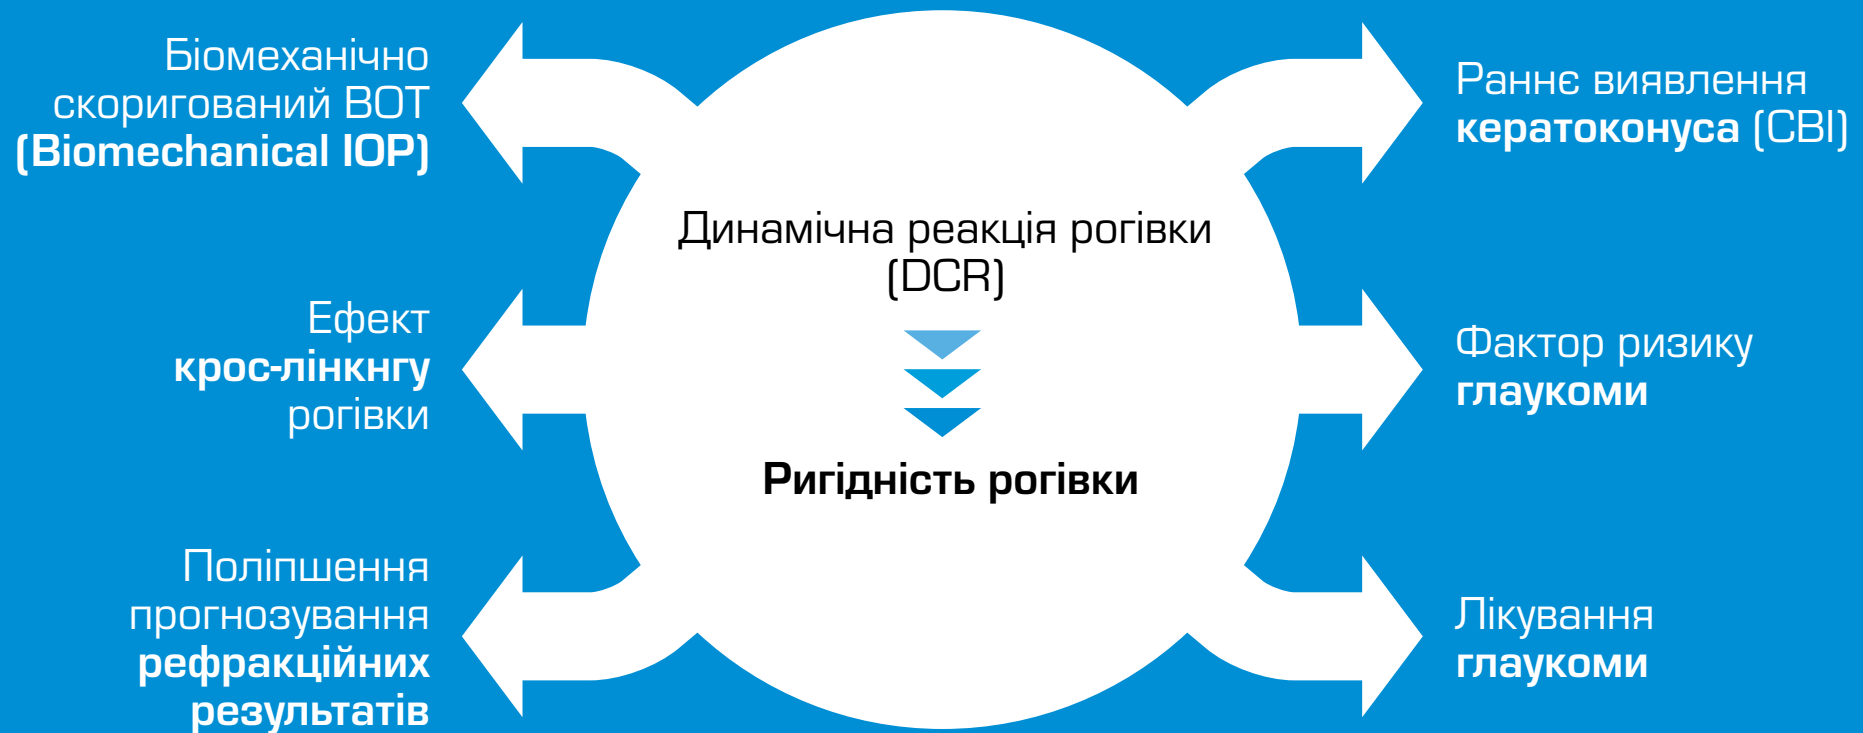 Біомеханічно
скоригований ВОТ
(Biomechanical IOP)
Ефект
крос-лінкнгу
рогівки
Поліпшення
прогнозування
рефракційних
результатів
Динамічна реакція рогівки
(DCR)
Ригідність рогівки
Раннє виявлення
кератоконуса (CBI)
Фактор ризику
глаукоми
Лікування
глаукоми